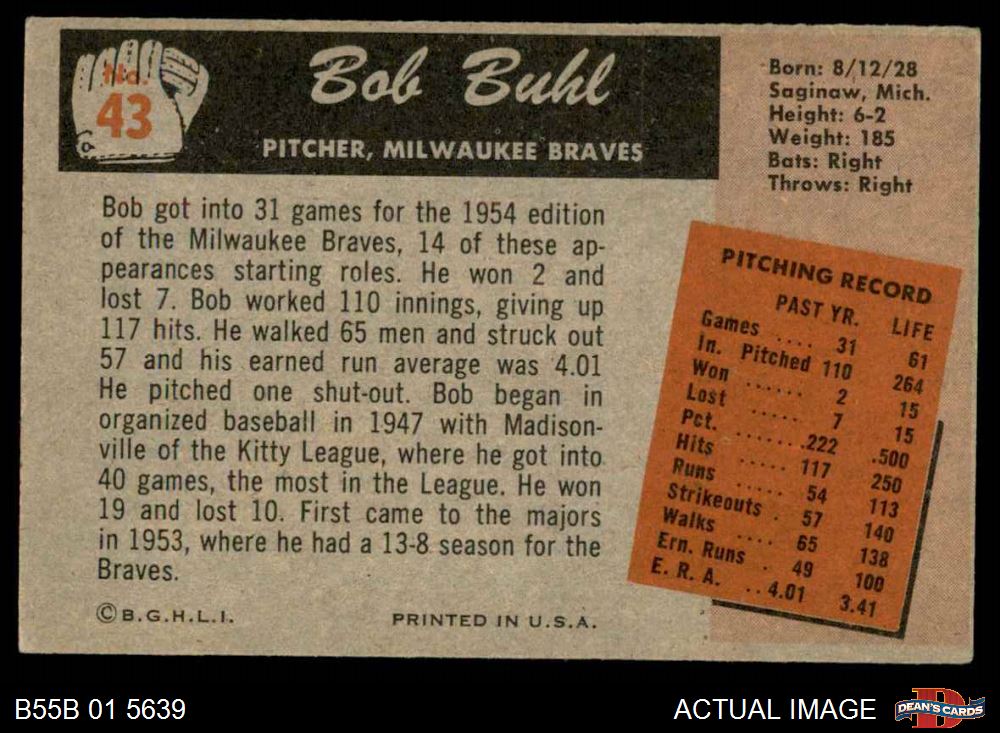 No.
43
Bob Buhl
PITCHER, MILWAUKEE BRAVES
Born: 8/12/28
Saginaw, Mich.
Height: 6-2
Weight: 185
Bats: Right
Throws: Right
Bob got into 31 games for the 1954 edition
of the Milwaukee Braves, 14 of these ap-
pearances starting roles. He won 2 and
lost 7. Bob worked 110 innings, giving up
117 hits. He walked 65 men and struck out
57 and his earned run average was 4.01
He pitched one shut-out. Bob began in
organized baseball in 1947 with Madison-
ville of the Kitty League, where he got into
40 games, the most in the League. He won
19 and lost 10. First came to the majors
in 1953, where he had a 13-8 season for the
Braves.
PITCHING RECORD
PAST YR. LIFE
Games .... 31 61
In. Pitched 110 264
Won ...... 2 15
Lost ..... 7 15
Pct. .......222 .500
Hits ..... 117 250
Runs ..... 54 113
Strikeouts . 57 140
Walks 65 138
Ern. Runs . 49 100
E. R. A. ..4.01 3.41
© B.G.H.L.I.
PRINTED IN U.S.A.
B55B 01 5639
ACTUAL IMAGE
D
DEAN'S CARDS